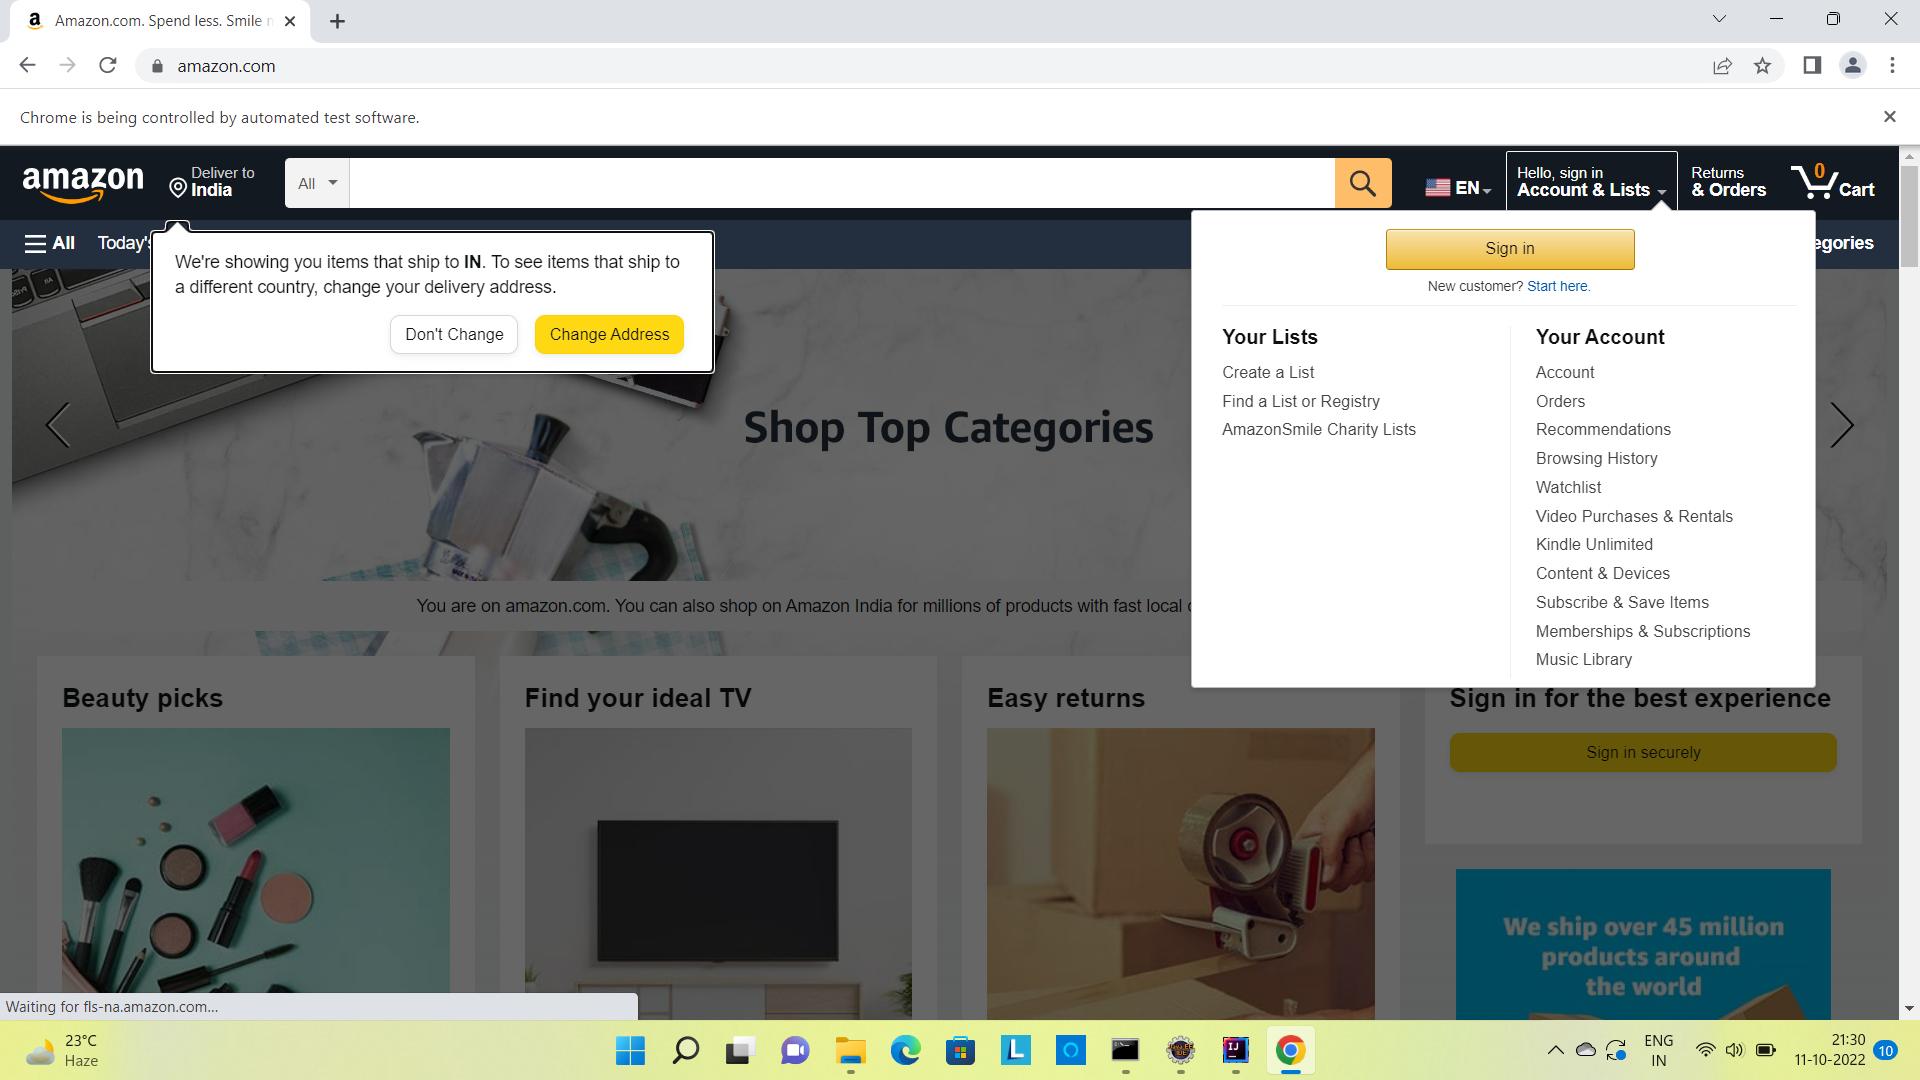 Amazon.com. Spend less. Smile
amazon.com
Chrome is being controlled by automated test software.
amazon
Deliver to
India
All
EN
Hello, sign in
Account & Lists
Returns
& Orders
0
Cart
All
Today's
egories
We're showing you items that ship to IN. To see items that ship to
a different country, change your delivery address.
Don't Change
Change Address
Sign in
New customer? Start here.
Your Lists
Create a List
Find a List or Registry
AmazonSmile Charity Lists
Your Account
Account
Orders
Recommendations
Browsing History
Watchlist
Video Purchases & Rentals
Kindle Unlimited
Content & Devices
Subscribe & Save Items
Memberships & Subscriptions
Music Library
Shop Top Categories
You are on amazon.com. You can also shop on Amazon India for millions of products with fast local
Beauty picks
Find your ideal TV
Easy returns
Sign in for the best experience
Sign in securely
We ship over 45 million
products around
the world
Waiting for fls-na.amazon.com...
23°C
Haze
ENG
IN
21:30
11-10-2022
10